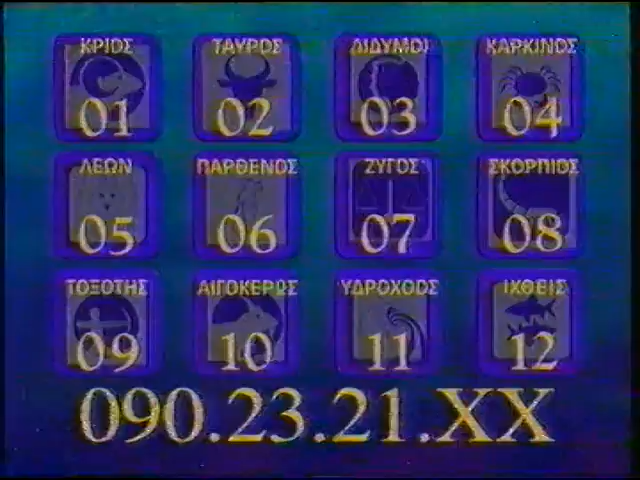 ΚΡΙΟΣ ΤΑΥΡΟΣ ΔΙΔΥΜΟΙ ΚΑΡΚΙΝΟΣ
01 02 03 04
ΛΕΩΝ ΠΑΡΘΕΝΟΣ ΖΥΓΟΣ ΣΚΟΡΠΙΟΣ
05 06 07 08
ΤΟΞΟΤΗΣ ΑΙΓΟΚΕΡΩΣ ΥΔΡΟΧΟΟΣ ΙΧΘΕΙΣ
09 10 11 12
090.23.21.XX